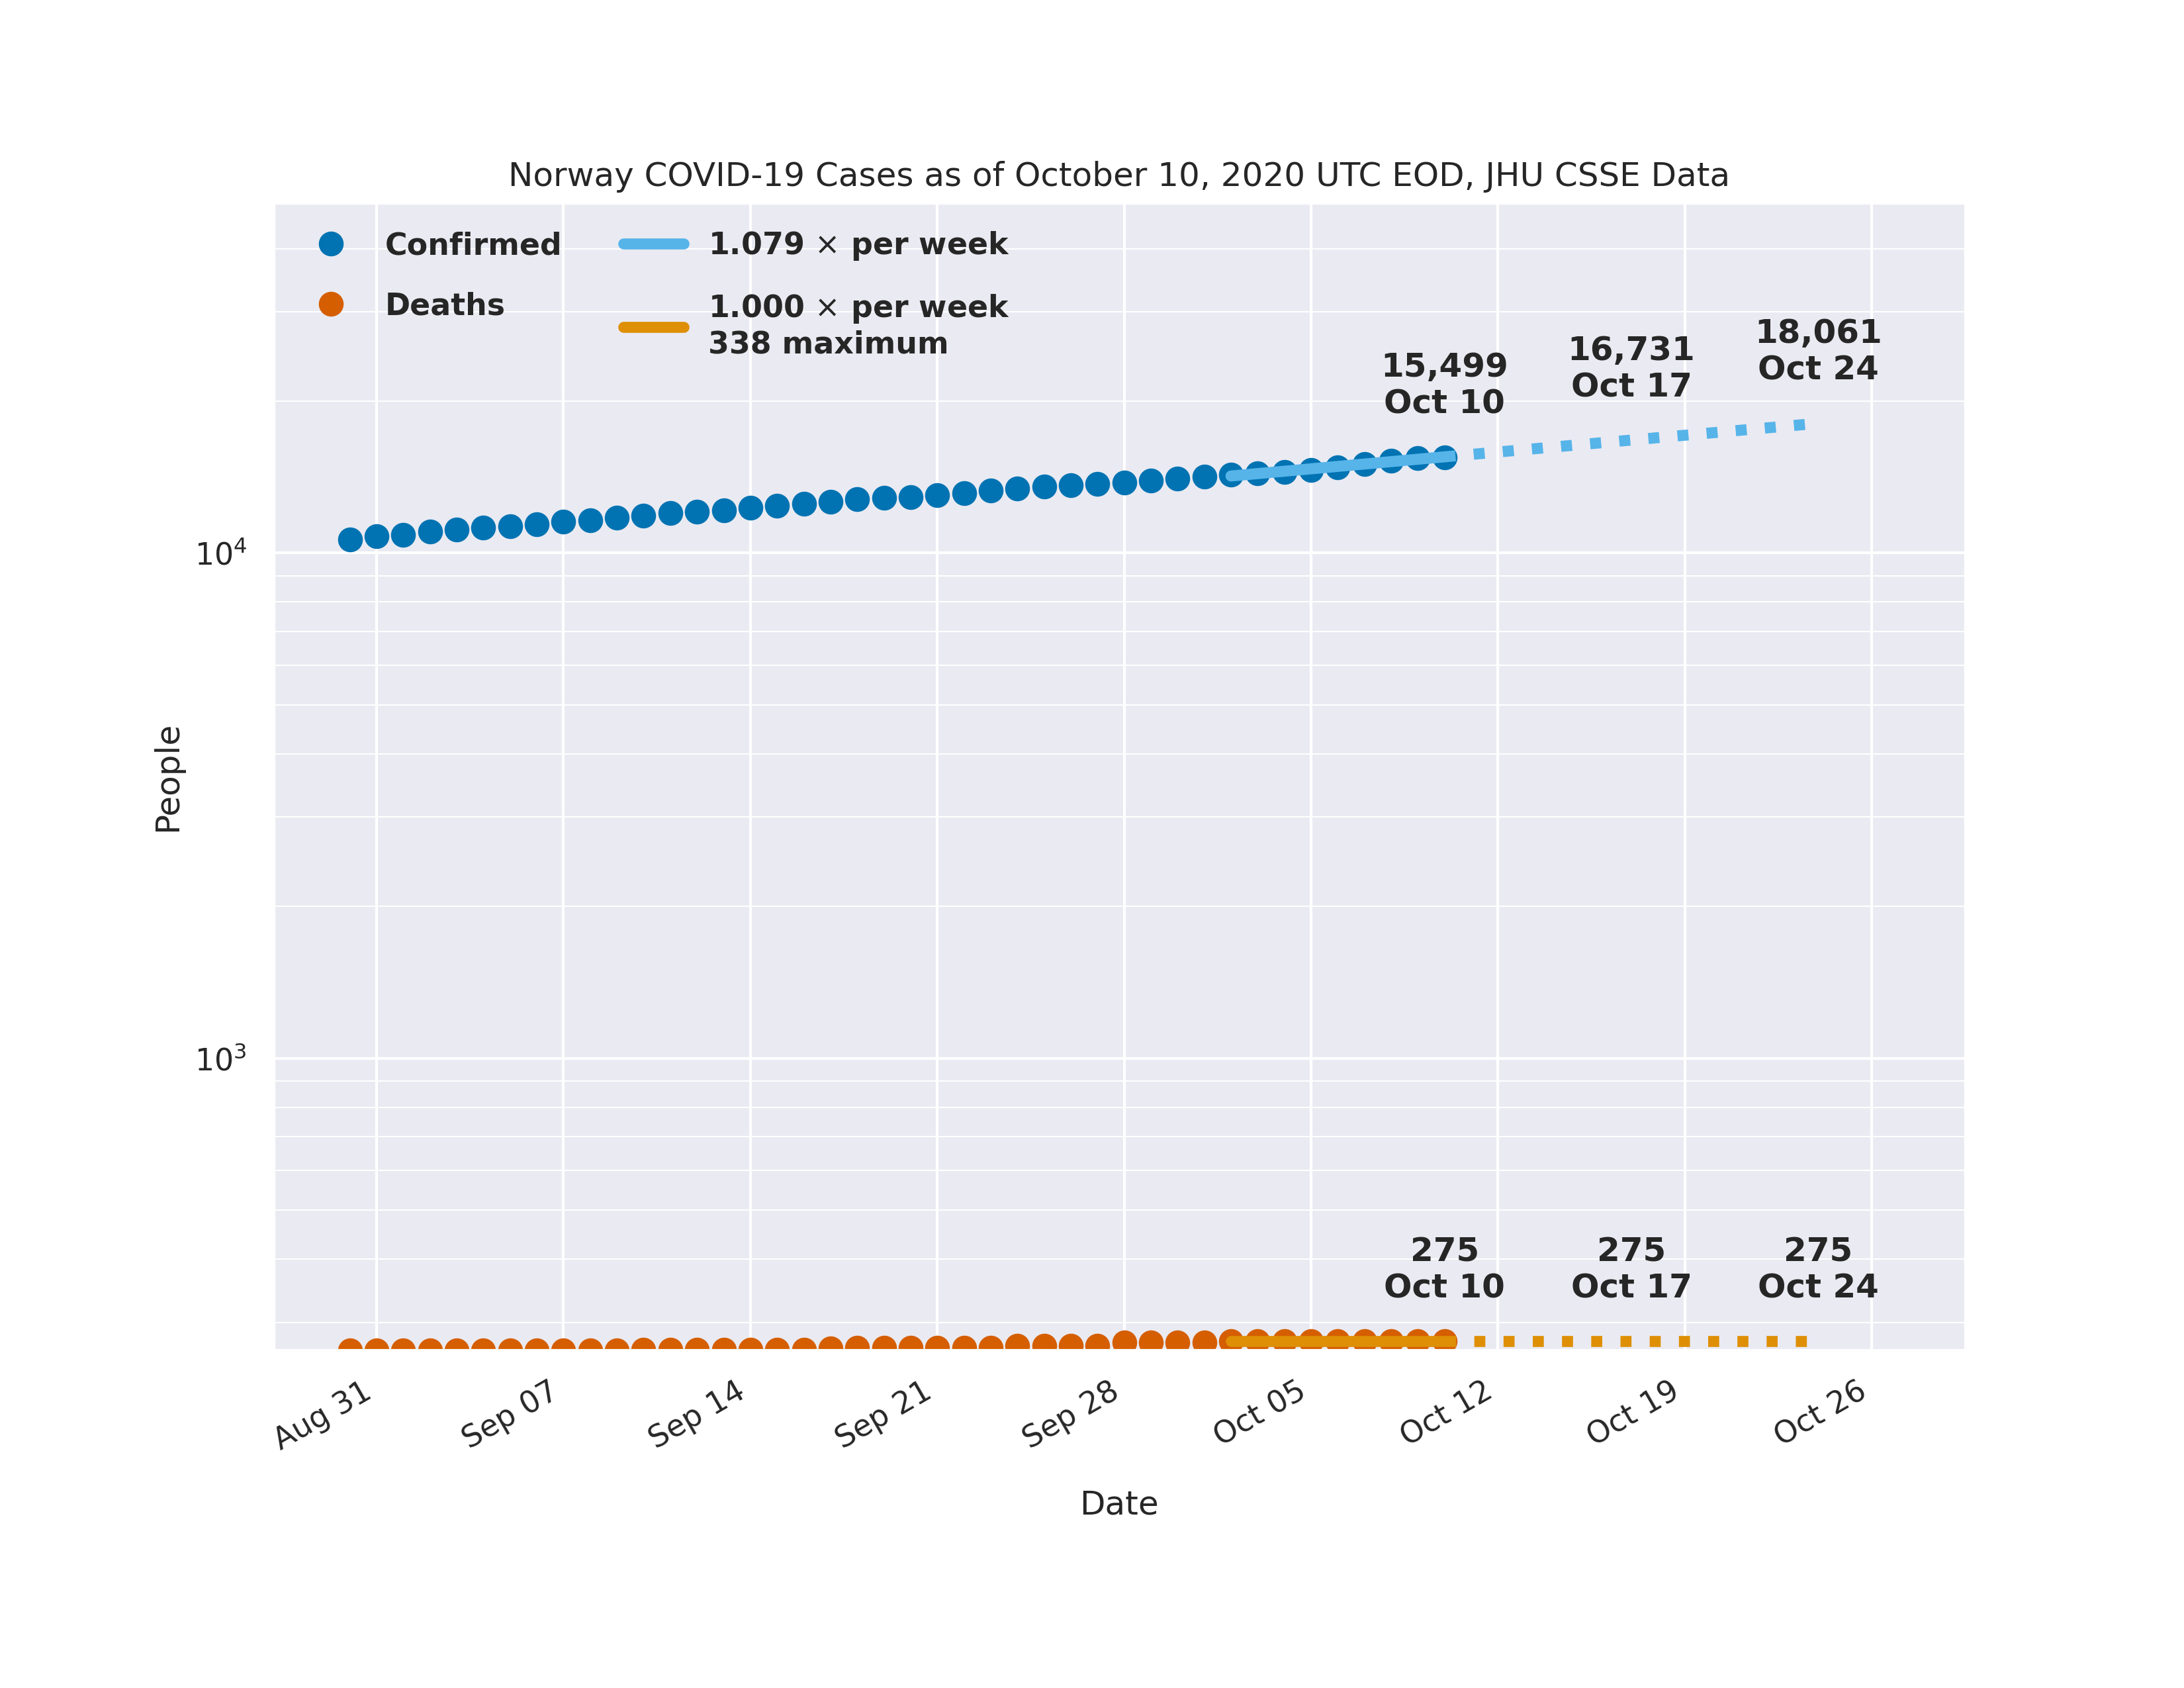 Norway COVID-19 Cases as of October 10, 2020 UTC EOD, JHU CSSE Data
Confirmed
Deaths
1.079 × per week
1.000 × per week
338 maximum
15,499
Oct 10
16,731
Oct 17
18,061
Oct 24
10⁴
10³
People
275
Oct 10
275
Oct 17
275
Oct 24
Aug 31
Sep 07
Sep 14
Sep 21
Sep 28
Oct 05
Oct 12
Oct 19
Oct 26
Date